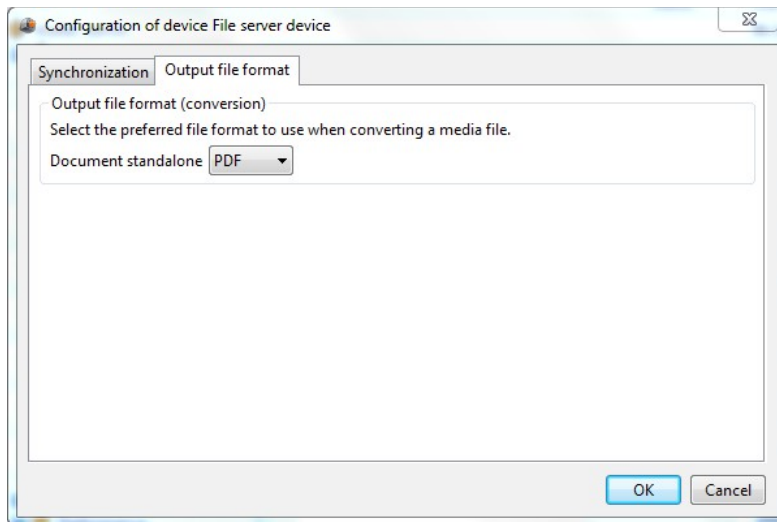 Configuration of device File server device
Synchronization
Output file format
Output file format (conversion)
Select the preferred file format to use when converting a media file.
Document standalone PDF
OK
Cancel